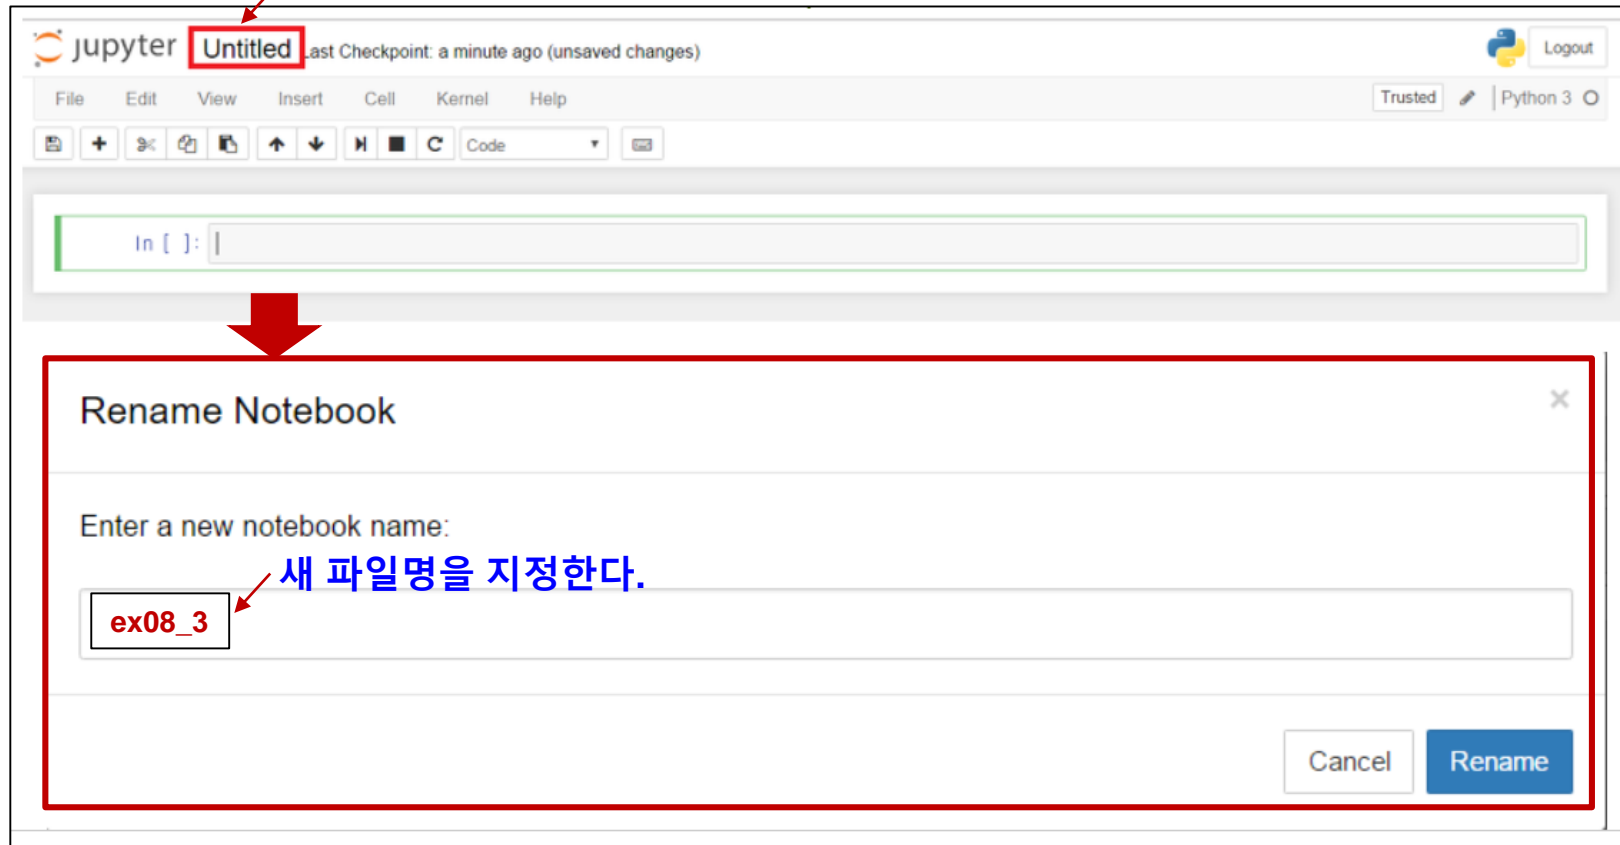 jupyter Untitled Last Checkpoint: a minute ago (unsaved changes) Logout
File Edit View Insert Cell Kernel Help Trusted Python 3
Code
In [ ]:
Rename Notebook
Enter a new notebook name:
새 파일명을 지정한다.
ex08_3
Cancel Rename